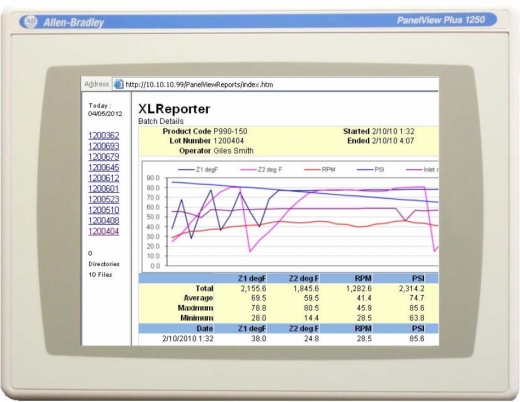 AB Allen-Bradley
PanelView Plus 1250
Address http://10.10.10.99/PanelViewReports/index.htm
Today:
04/05/2012
1200362
1200693
1200679
1200645
1200612
1200601
1200523
1200510
1200408
1200404
0
Directories
10 Files
XLReporter
Batch Details
Product Code P990-150 Started 2/10/10 1:32
Lot Number 1200404 Ended 2/10/10 4:07
Operator Giles Smith
Z1 degF Z2 deg F RPM PSI Inlet
90.0
80.0
70.0
60.0
50.0
40.0
30.0
20.0
10.0
0.0
Z1 degF Z2 deg F RPM PSI
Total 2,155.6 1,845.6 1,282.6 2,314.2
Average 69.5 59.5 41.4 74.7
Maximum 78.8 80.5 45.9 85.6
Minimum 28.0 14.4 28.5 63.8
Date Z1 degF Z2 deg F RPM PSI
2/10/2010 1:32 38.0 24.8 28.5 85.6